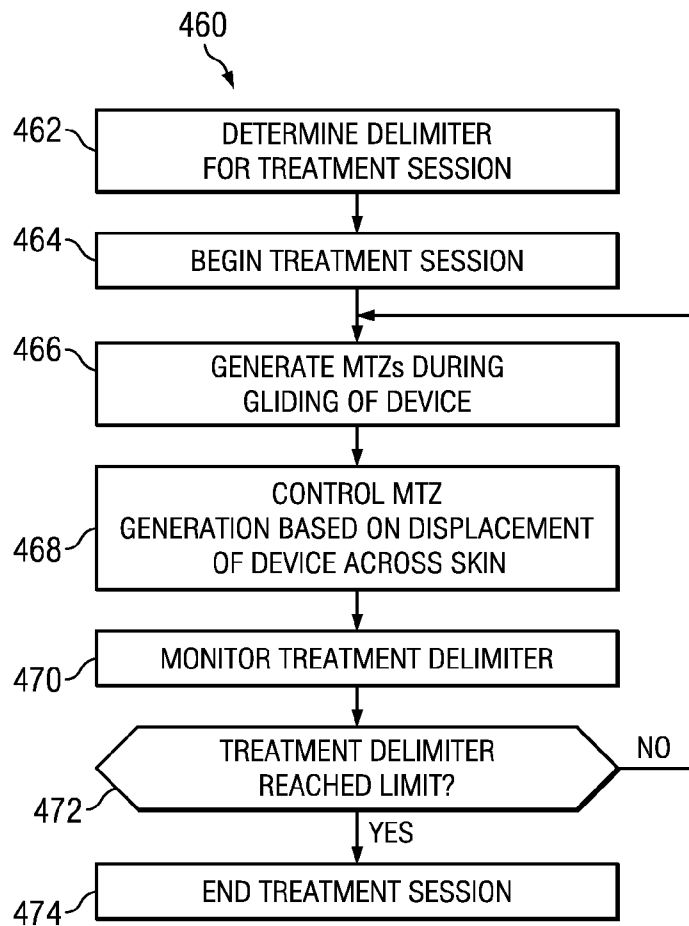 460
462
DETERMINE DELIMITER
FOR TREATMENT SESSION
464
BEGIN TREATMENT SESSION
466
GENERATE MTZs DURING
GLIDING OF DEVICE
468
CONTROL MTZ
GENERATION BASED ON DISPLACEMENT
OF DEVICE ACROSS SKIN
470
MONITOR TREATMENT DELIMITER
472
TREATMENT DELIMITER
REACHED LIMIT?
NO
YES
474
END TREATMENT SESSION